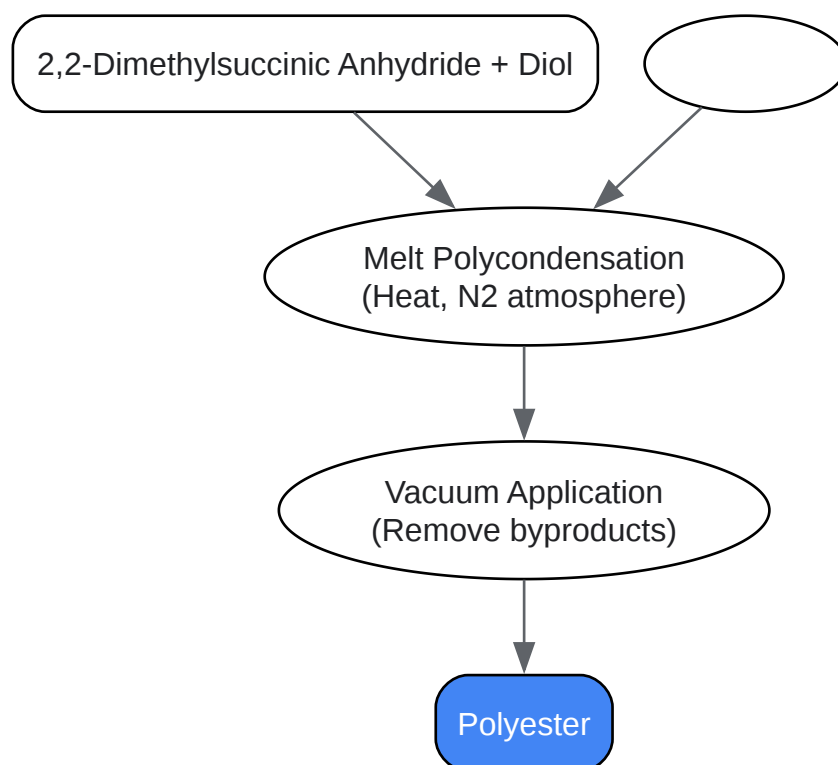 2,2-Dimethylsuccinic Anhydride + Diol
Melt Polycondensation
(Heat, N2 atmosphere)
Vacuum Application
(Remove byproducts)
Polyester